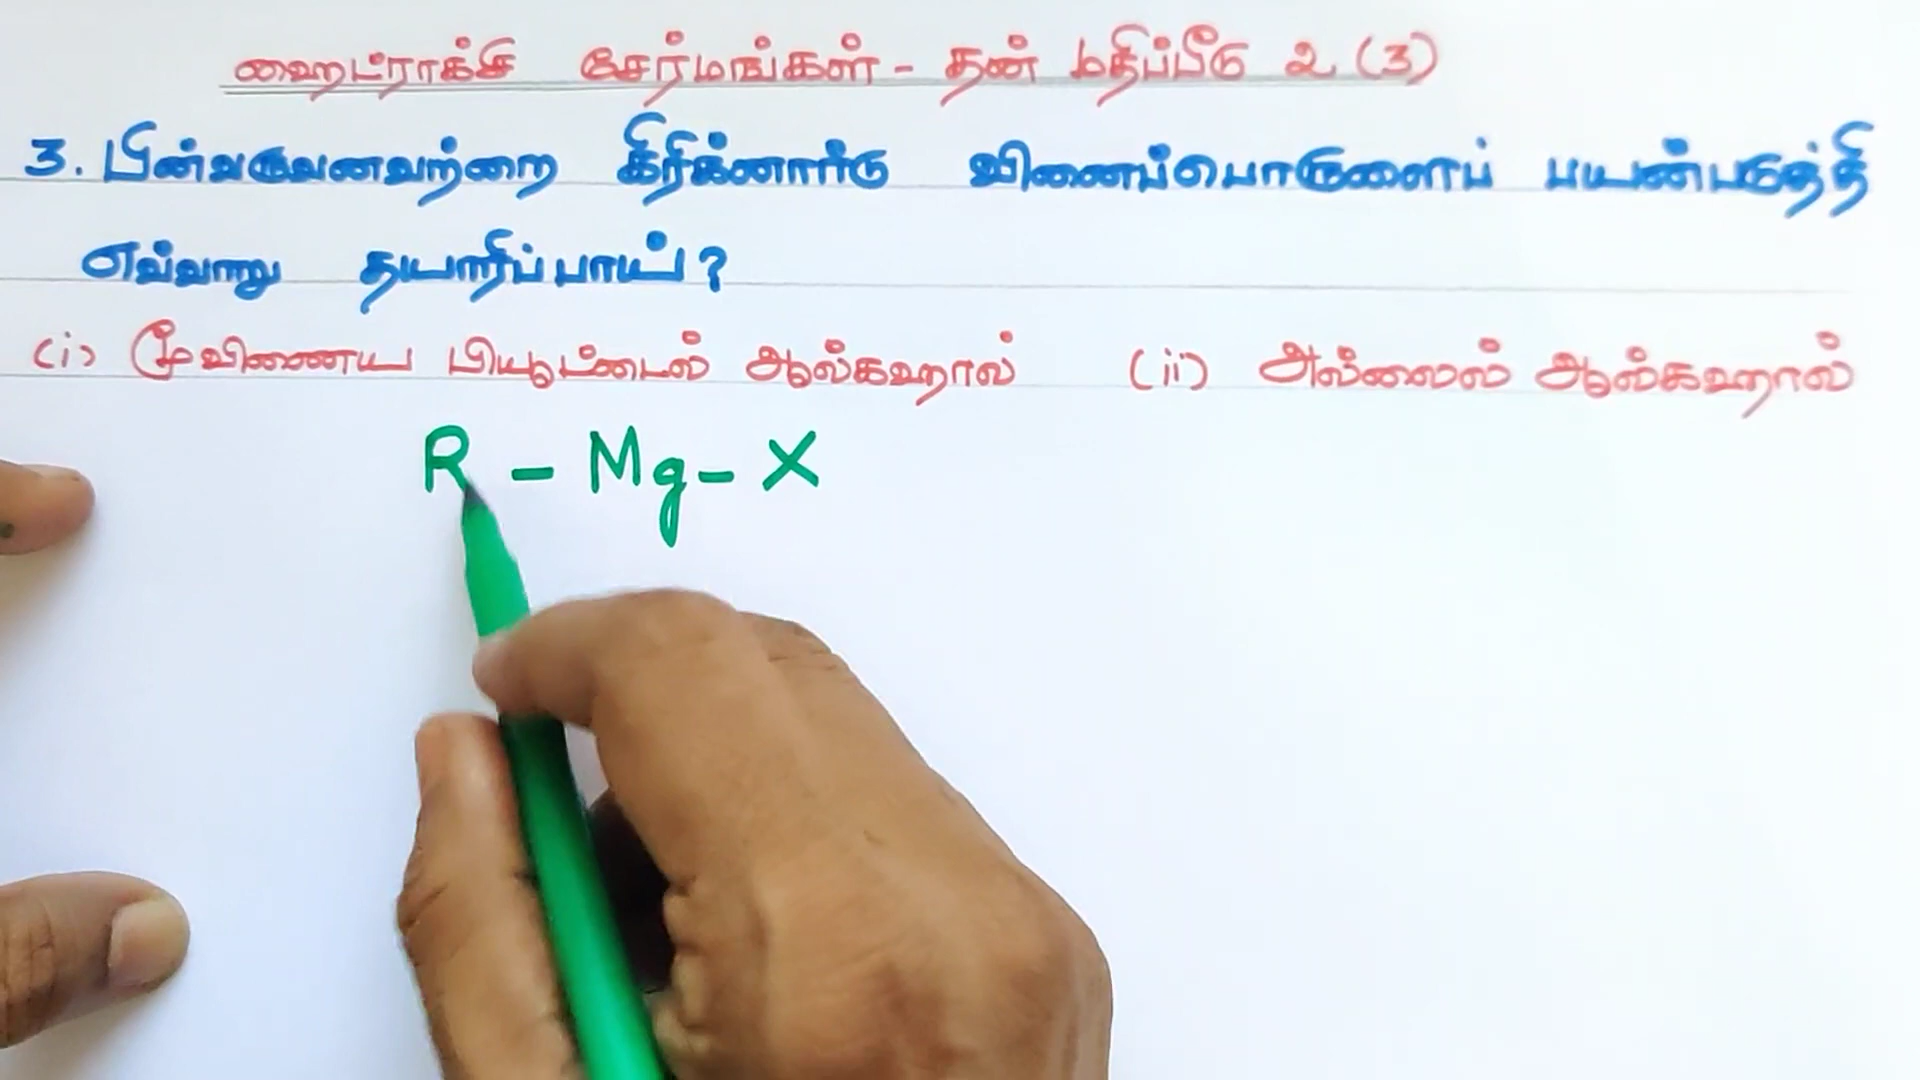 ஹைட்ராக்சி சேர்மங்கள் - தன் மதிப்பீடு 2 (3)
3. பின்வருவனவற்றை கிரிக்னார்டு வினைப்பொருளைப் பயன்படுத்தி
எவ்வாறு தயாரிப்பாய்?
(i) மூவிணைய பியூட்டைல் ஆல்கஹால் (ii) அல்லைல் ஆல்கஹால்
R - Mg - X